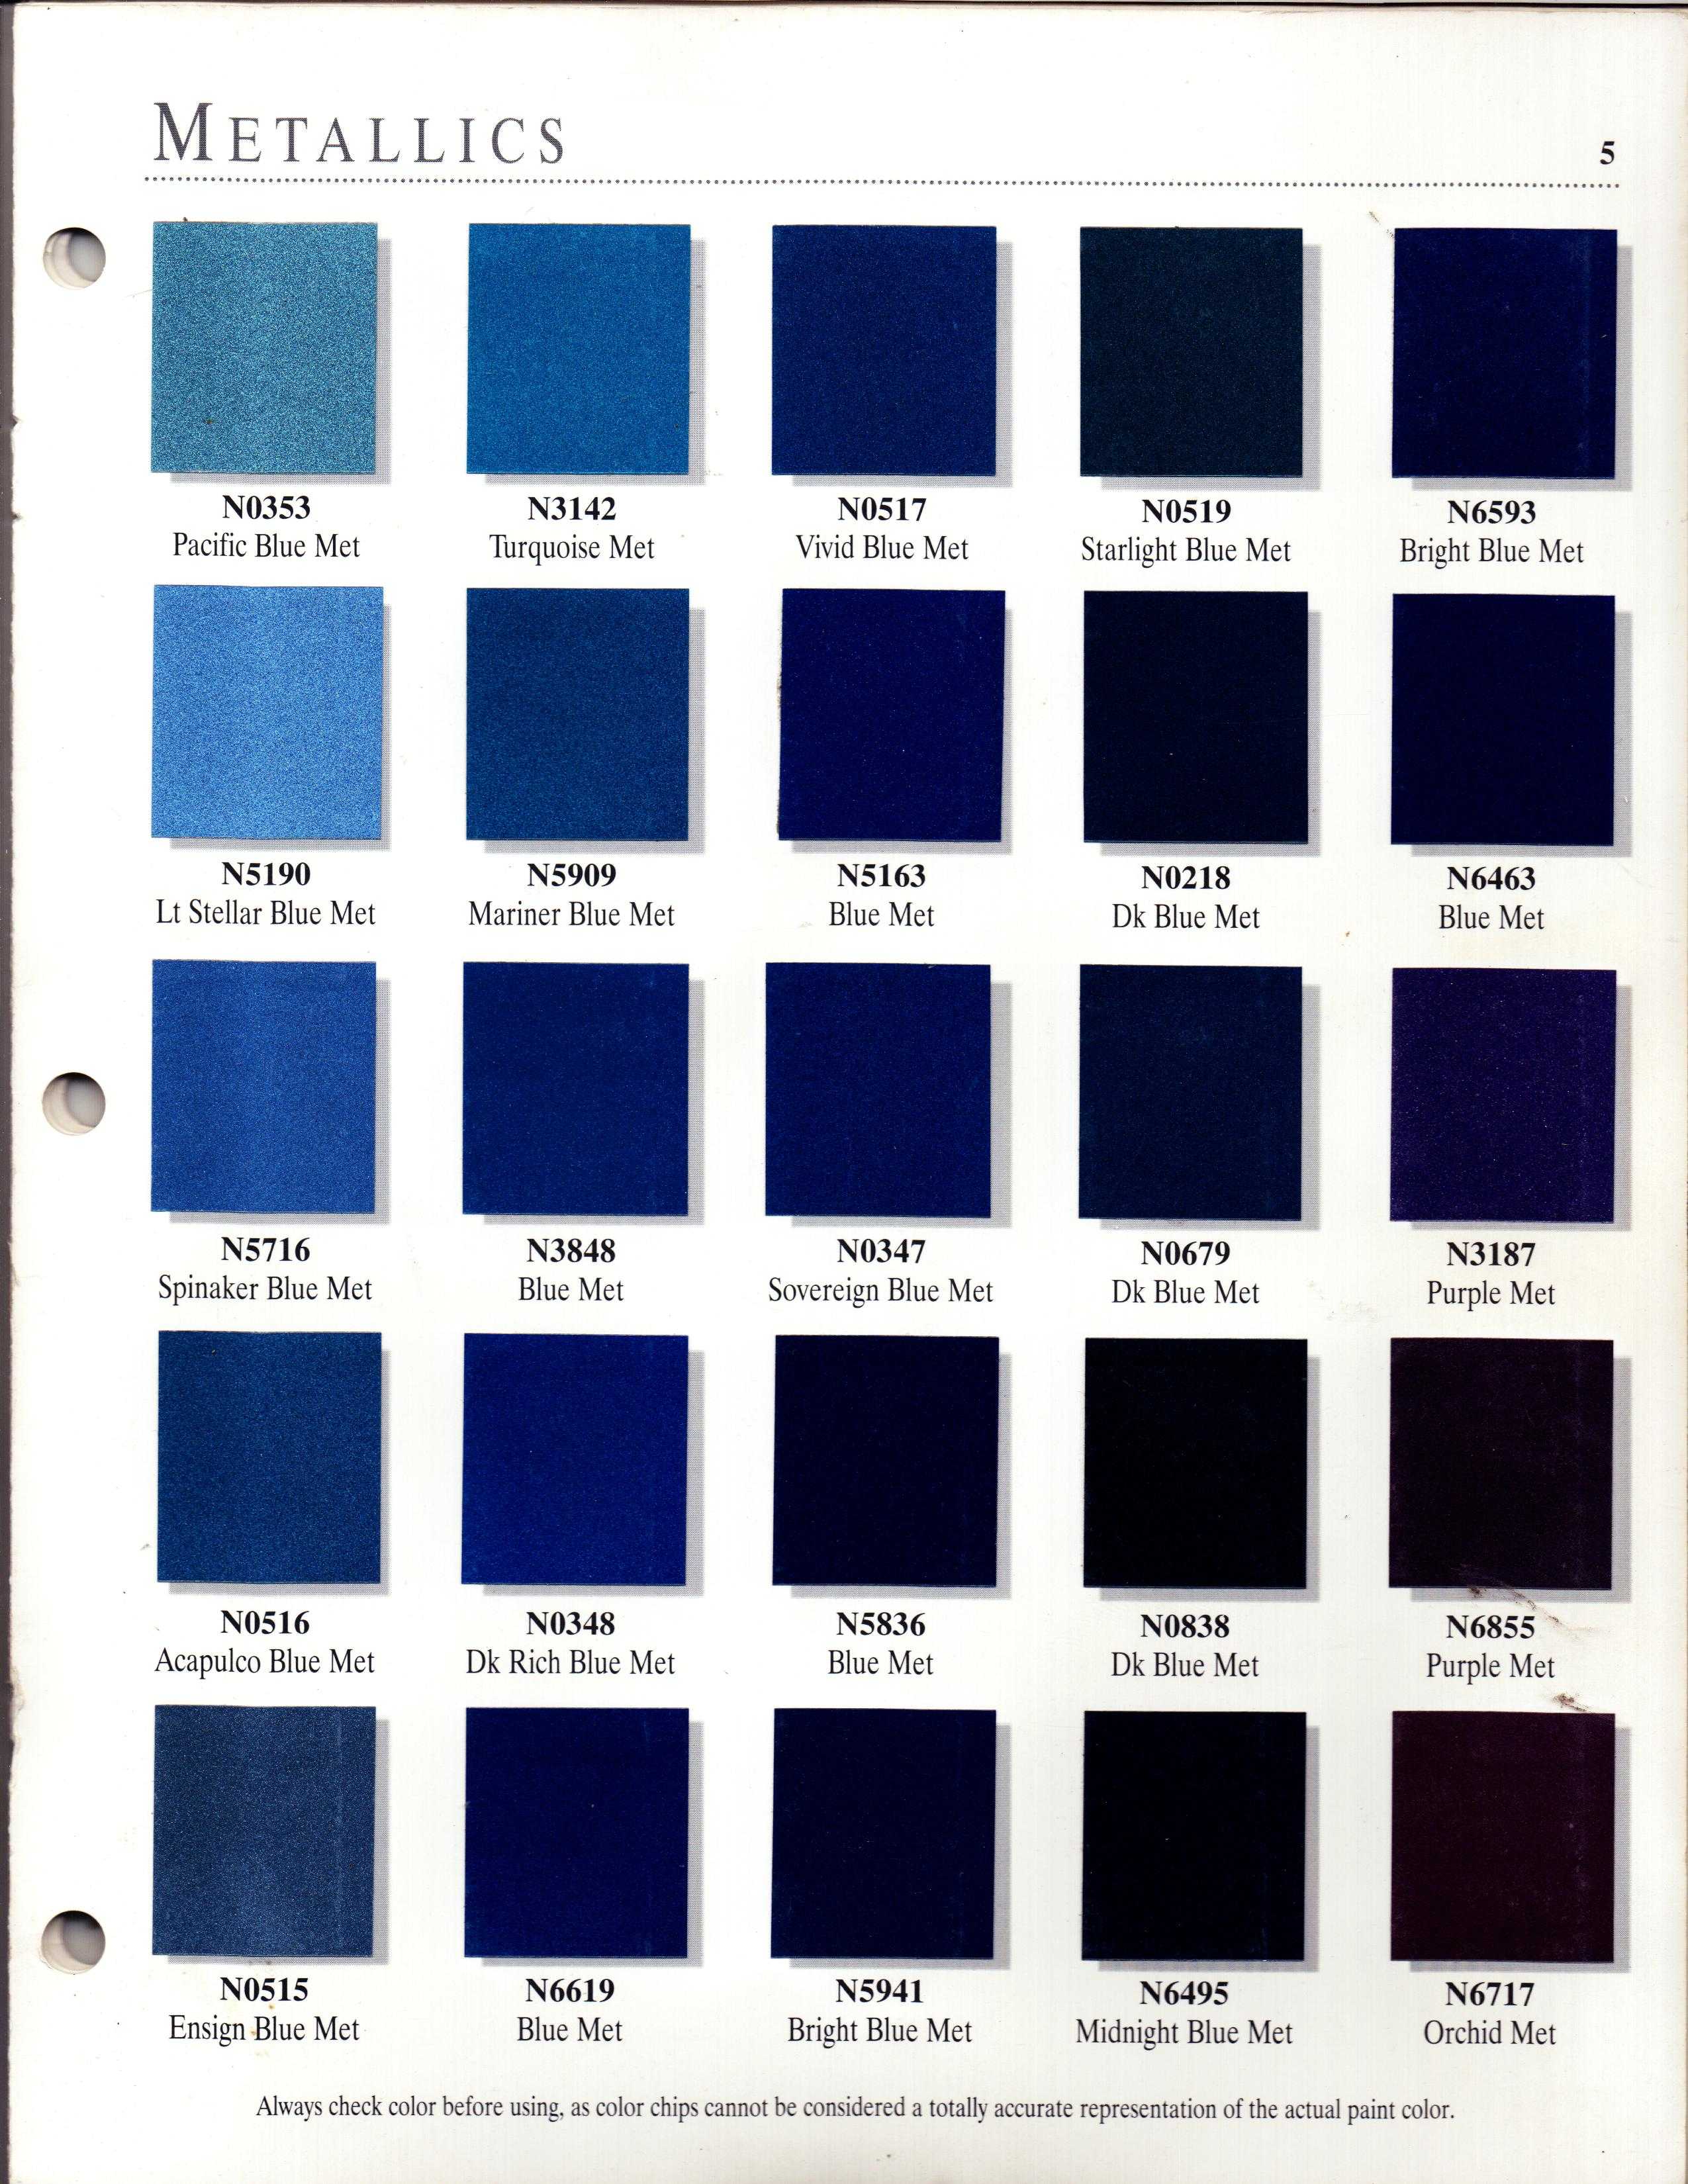 METALLICS
5
N0353 N3142 N0517 N0519 N6593
Pacific Blue Met Turquoise Met Vivid Blue Met Starlight Blue Met Bright Blue Met
N5190 N5909 N5163 N0218 N6463
Lt Stellar Blue Met Mariner Blue Met Blue Met Dk Blue Met Blue Met
N5716 N3848 N0347 N0679 N3187
Spinaker Blue Met Blue Met Sovereign Blue Met Dk Blue Met Purple Met
N0516 N0348 N5836 N0838 N6855
Acapulco Blue Met Dk Rich Blue Met Blue Met Dk Blue Met Purple Met
N0515 N6619 N5941 N6495 N6717
Ensign Blue Met Blue Met Bright Blue Met Midnight Blue Met Orchid Met
Always check color before using, as color chips cannot be considered a totally accurate representation of the actual paint color.